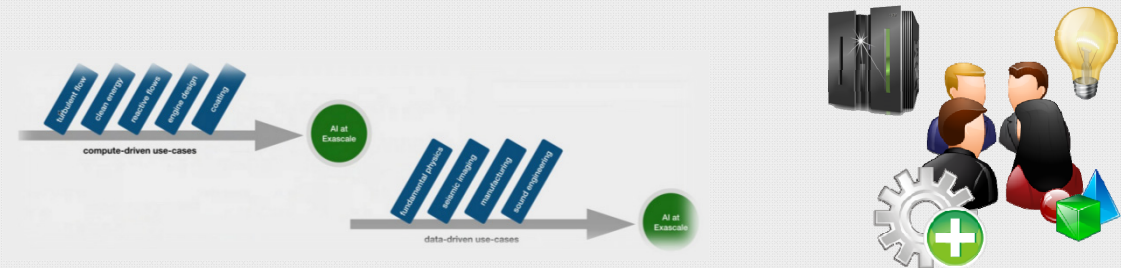 turbulent flow
clean energy
reactive flows
engine design
coating
AI at
Exascale
compute-driven use-cases
fundamental physics
seismic imaging
manufacturing
sound engineering
AI at
Exascale
data-driven use-cases